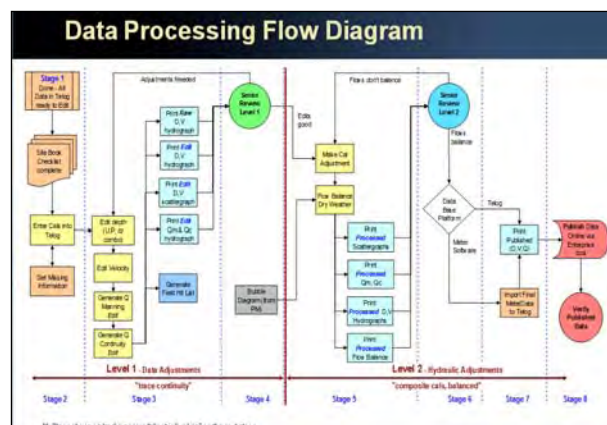 Data Processing Flow Diagram
Stage 1
Done - All
Data in Telog
ready to Edit
Site Book
Checklist
complete
Enter Cals into
Telog
Get Missing
Information
Adjustments Needed
Edit depth
(U,P, or
combo)
Edit Velocity
Generate Q
Manning
Edit
Generate Q
Continuity
Edit
Print Raw
D,V
hydrograph
Print Edit
D,V
hydrograph
Print Edit
D,V
scattergraph
Print Edit
Qm & Qc
hydrograph
Generate
Field Hit List
Senior
Review
Level 1
Edits
good
Flows don't balance
Make Cal
Adjustment
Flow Balance
Dry Weather
Bubble
Diagram (from
PM)
Print
Processed
Scattergraphs
Print
Processed
Qm, Qc
Print
Processed D,V
Hydrographs
Print
Processed
Flow Balance
Senior
Review
Level 2
Flows
balance
Data
Base
Platform
Telog
Meter
Software
Print
Published
(D,V,Q)
Import Final
Meter Data
to Telog
Publish Data
Online via
Enterprise
Verify
Published
Data
Level 1 - Data Adjustments
"trace continuity"
Level 2 - Hydraulic Adjustments
"composite cals, balanced"
Stage 2
Stage 3
Stage 4
Stage 5
Stage 6
Stage 7
Stage 8